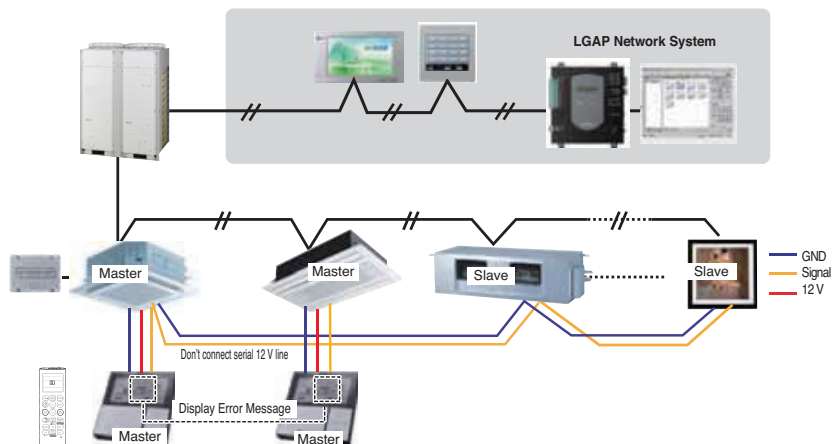 LGAP Network System
Master
Master
Slave
Slave
GND
Signal
12 V
Don't connect serial 12 V line
Display Error Message
Master
Master